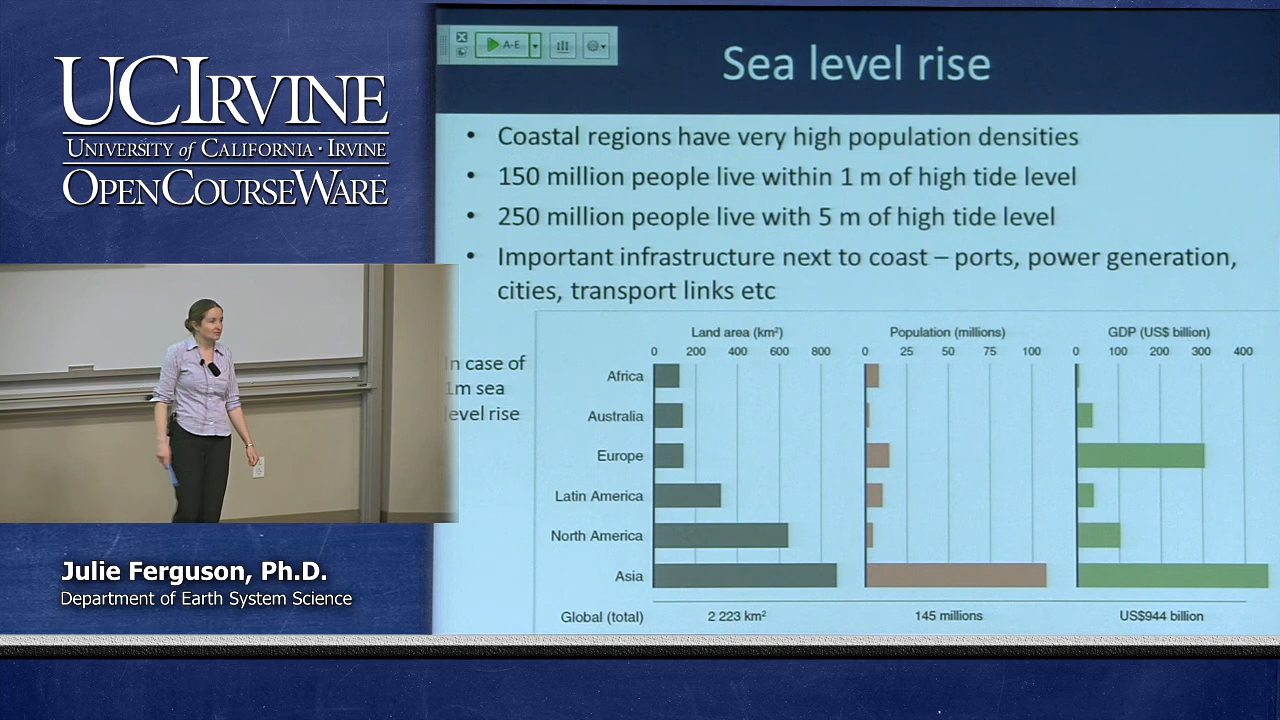 UCIRVINE
UNIVERSITY of CALIFORNIA · IRVINE
OPENCOURSEWARE
Julie Ferguson, Ph.D.
Department of Earth System Science
A-E
Sea level rise
• Coastal regions have very high population densities
• 150 million people live within 1 m of high tide level
• 250 million people live with 5 m of high tide level
• Important infrastructure next to coast – ports, power generation,
cities, transport links etc
In case of
1m sea
level rise
Land area (km²) Population (millions) GDP (US$ billion)
0 200 400 600 800 0 25 50 75 100 0 100 200 300 400
Africa
Australia
Europe
Latin America
North America
Asia
Global (total) 2 223 km² 145 millions US$944 billion